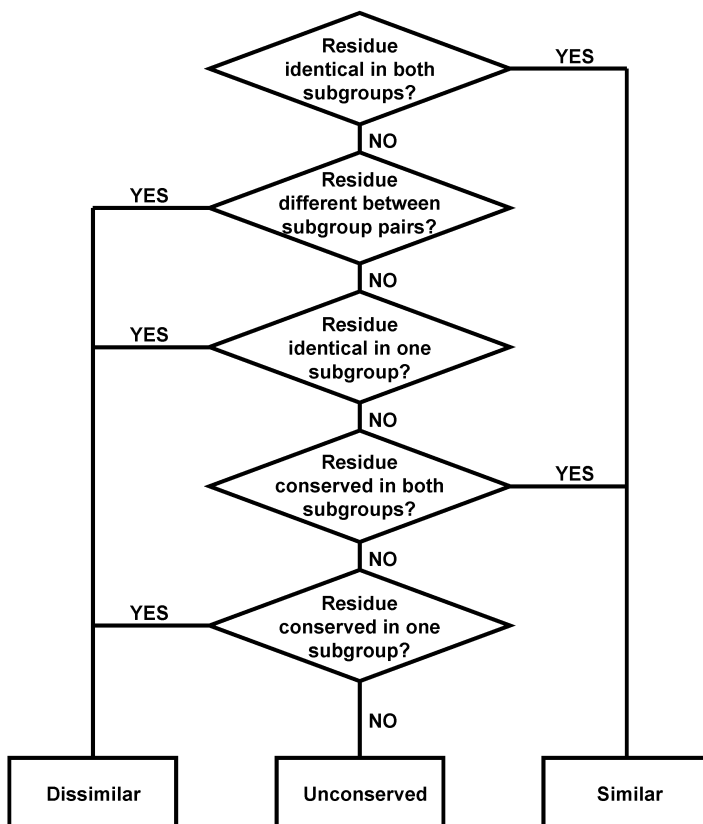 Residue
identical in both
subgroups?
YES
NO
Residue
different between
subgroup pairs?
YES
NO
Residue
identical in one
subgroup?
YES
NO
Residue
conserved in both
subgroups?
YES
NO
Residue
conserved in one
subgroup?
YES
NO
Dissimilar
Unconserved
Similar